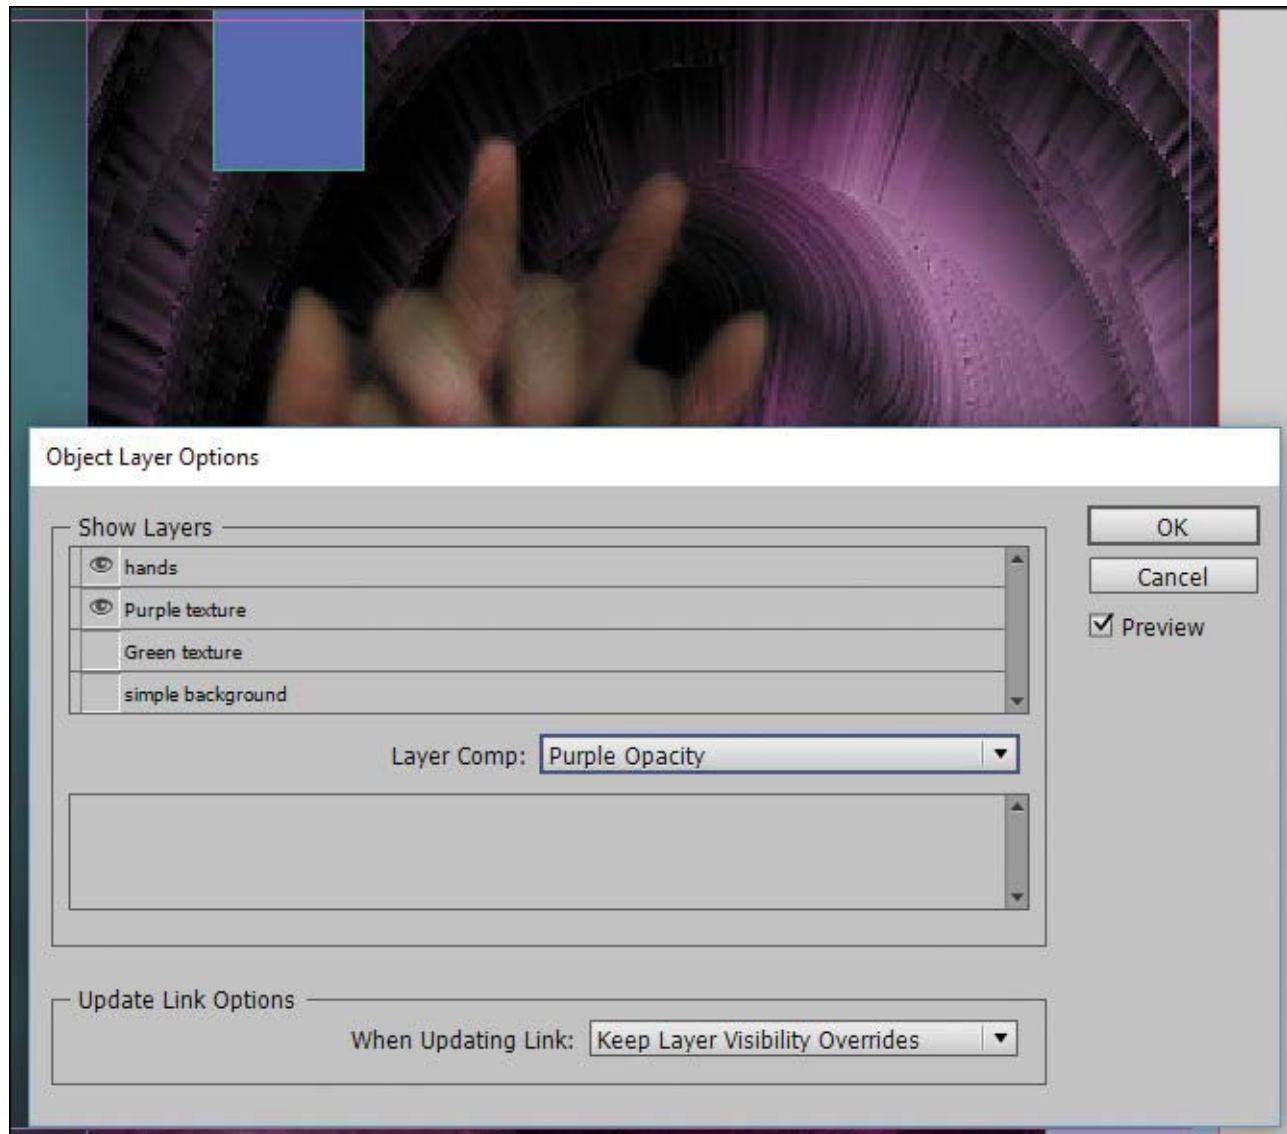 Object Layer Options
Show Layers
OK
hands
Cancel
Purple texture
Preview
Green texture
simple background
Layer Comp: Purple Opacity
Update Link Options
When Updating Link: Keep Layer Visibility Overrides